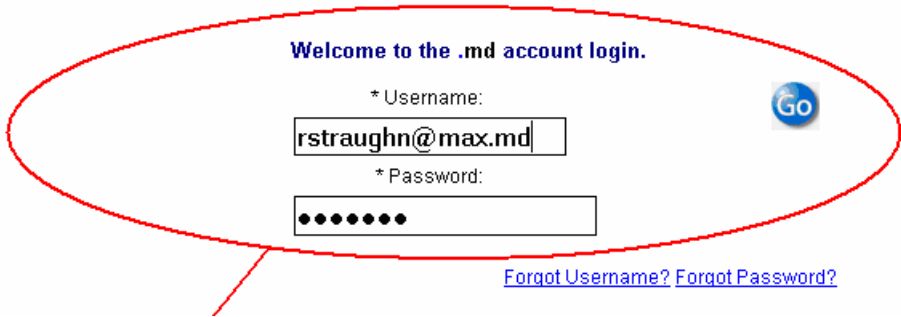 Welcome to the .md account login.
* Username:
Go
rstraughn@max.md
* Password:
●●●●●●●
Forgot Username? Forgot Password?